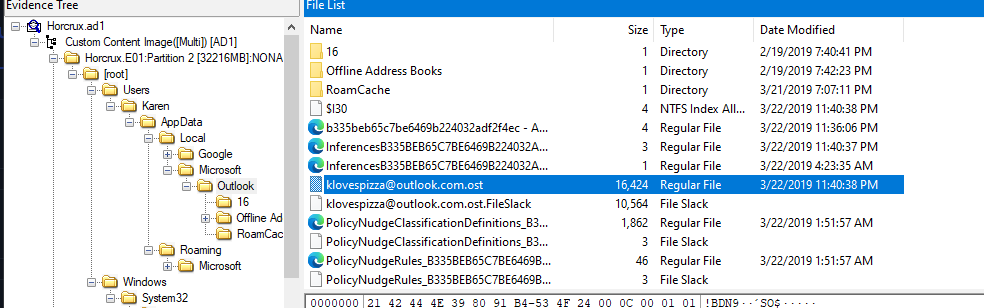 Evidence Tree
Horcrux.ad1
Custom Content Image([Multi]) [AD1]
Horcrux.E01:Partition 2 [32216MB]:NONA
[root]
Users
Karen
AppData
Local
Google
Microsoft
Outlook
16
Offline Ad
RoamCac
Roaming
Microsoft
Windows
System32
File List
Name Size Type Date Modified
16 1 Directory 2/19/2019 7:40:41 PM
Offline Address Books 1 Directory 2/19/2019 7:42:23 PM
RoamCache 1 Directory 3/21/2019 7:07:11 PM
$I30 4 NTFS Index All... 3/22/2019 11:40:38 PM
b335beb65c7be6469b224032adf2f4ec - A... 4 Regular File 3/22/2019 11:36:06 PM
InferencesB335BEB65C7BE6469B224032A... 3 Regular File 3/22/2019 11:40:37 PM
InferencesB335BEB65C7BE6469B224032A... 1 Regular File 3/22/2019 4:23:35 AM
klovespizza@outlook.com.ost 16,424 Regular File 3/22/2019 11:40:38 PM
klovespizza@outlook.com.ost.FileSlack 10,564 File Slack
PolicyNudgeClassificationDefinitions_B3... 1,862 Regular File 3/22/2019 1:51:57 AM
PolicyNudgeClassificationDefinitions_B3... 3 File Slack
PolicyNudgeRules_B335BEB65C7BE6469B... 46 Regular File 3/22/2019 1:51:57 AM
PolicyNudgeRules_B335BEB65C7BE6469B... 3 File Slack
0000000 21 42 44 4E 39 80 91 B4-53 4F 24 00 0C 00 01 01 !BDN9··´SO$·····